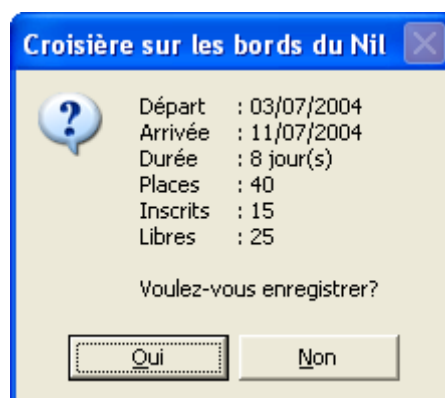 Croisière sur les bords du Nil
Départ : 03/07/2004
Arrivée : 11/07/2004
Durée : 8 jour(s)
Places : 40
Inscrits : 15
Libres : 25
Voulez-vous enregistrer?
Oui Non